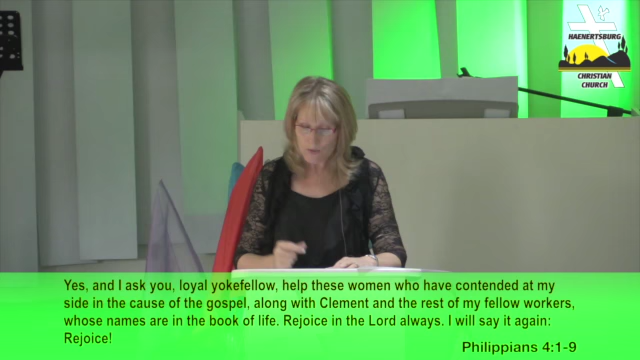 HAENERTSBURG
CHRISTIAN
CHURCH
Yes, and I ask you, loyal yokefellow, help these women who have contended at my
side in the cause of the gospel, along with Clement and the rest of my fellow workers,
whose names are in the book of life. Rejoice in the Lord always. I will say it again:
Rejoice!
Philippians 4:1-9